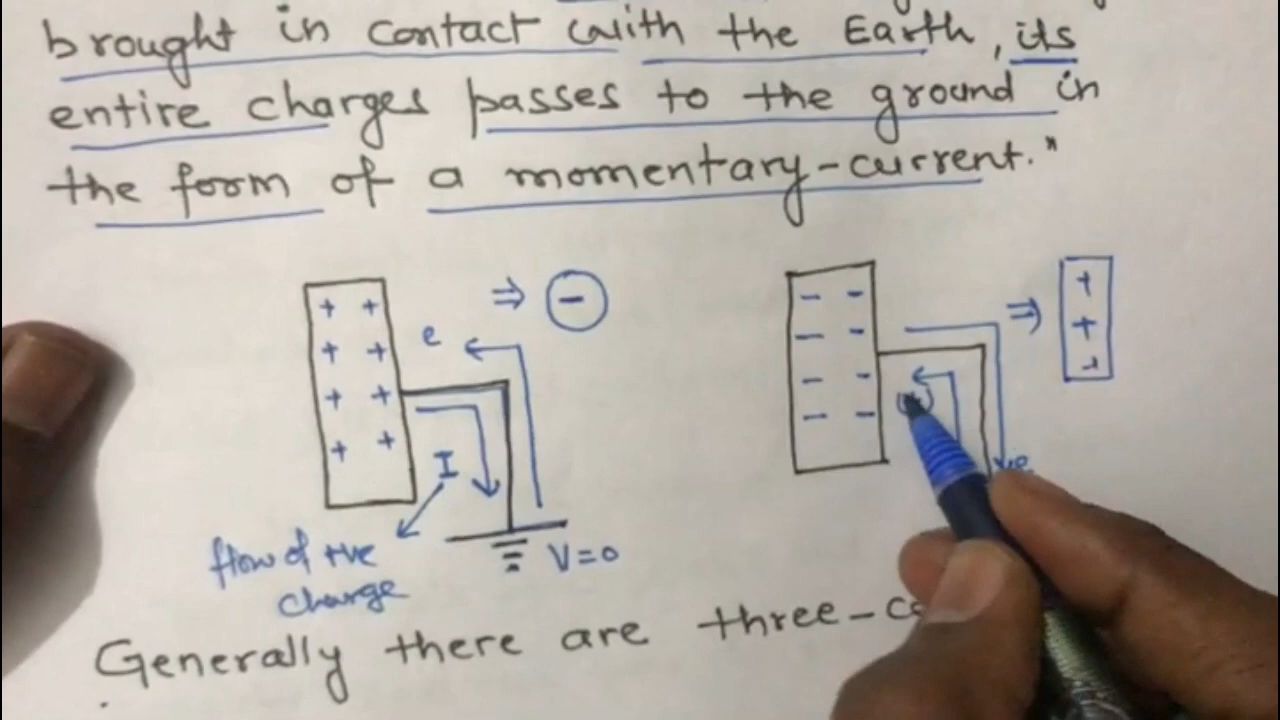 brought in contact with the Earth, its
entire charges passes to the ground in
the form of a momentary-current."
+ +
+ +
+ +
+ +
e
⇒ −
I
flow of +ve
charge
V=0
− −
− −
− −
− −
⇒
+
+
Generally there are three-